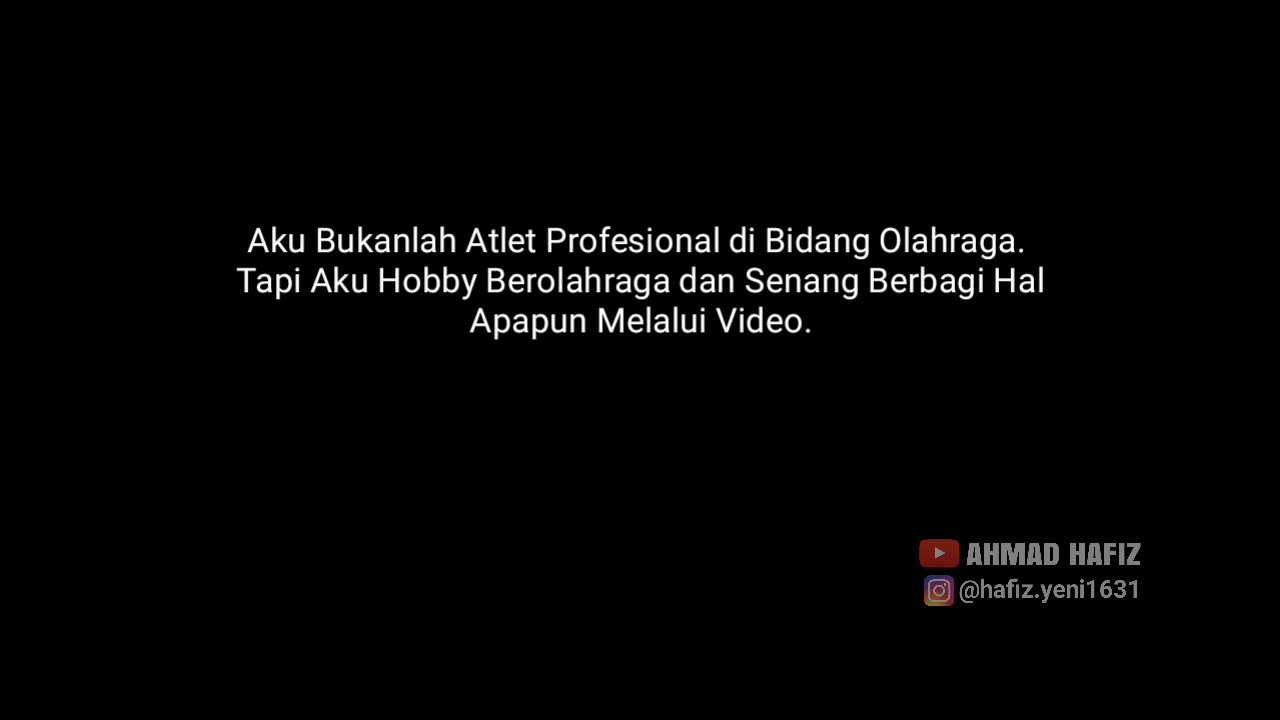 Aku Bukanlah Atlet Profesional di Bidang Olahraga.
Tapi Aku Hobby Berolahraga dan Senang Berbagi Hal
Apapun Melalui Video.
AHMAD HAFIZ
@hafiz.yeni1631